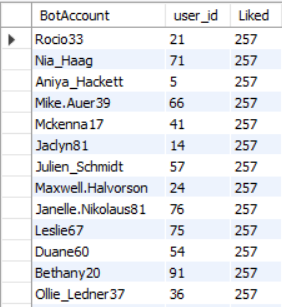 BotAccount user_id Liked
Rocio33 21 257
Nia_Haag 71 257
Aniya_Hackett 5 257
Mike.Auer39 66 257
Mckenna17 41 257
Jaclyn81 14 257
Julien_Schmidt 57 257
Maxwell.Halvorson 24 257
Janelle.Nikolaus81 76 257
Leslie67 75 257
Duane60 54 257
Bethany20 91 257
Ollie_Ledner37 36 257